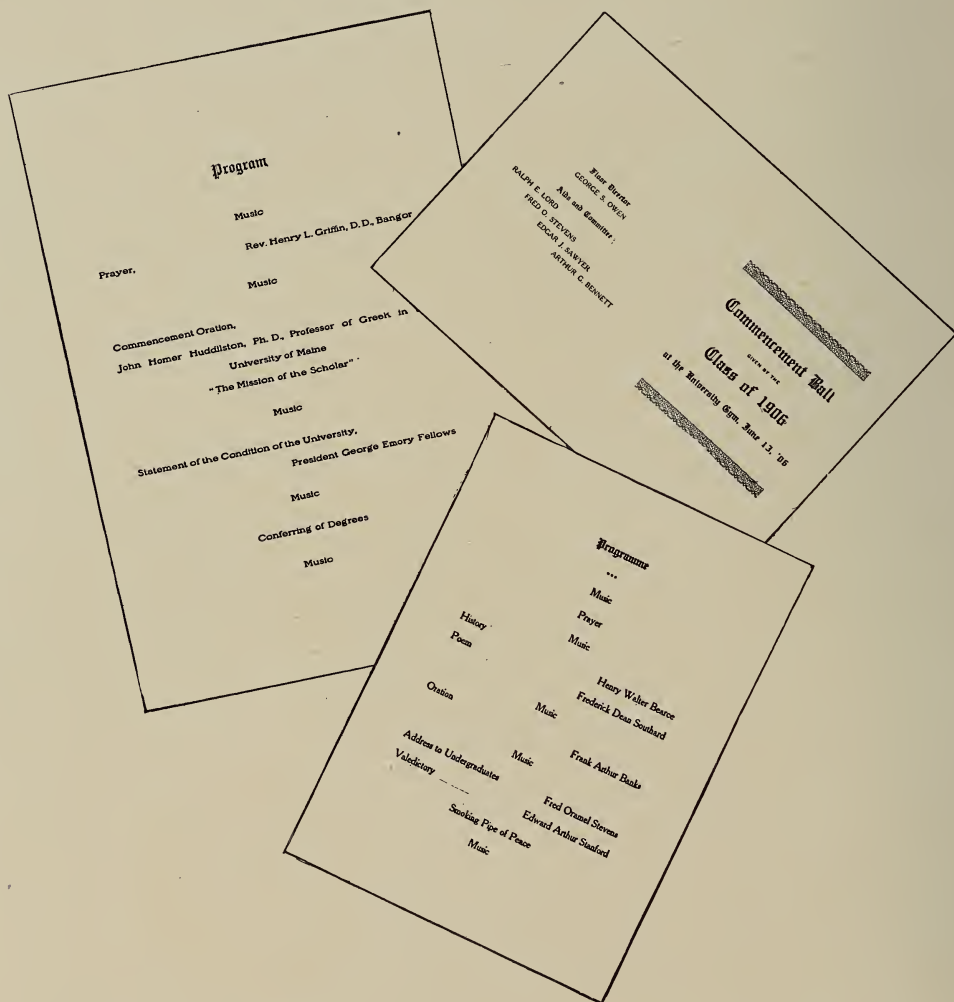 Program
Music
Prayer, Rev. Henry L. Griffin, D.D., Bangor
Music
Commencement Oration,
John Homer Huddilston, Ph. D., Professor of Greek in
University of Maine
"The Mission of the Scholar"
Music
Statement of the Condition of the University,
President George Emory Fellows
Music
Conferring of Degrees
Music
Floor Director
GEORGE S. OWEN
Aids and Committee:
RALPH E. LORD
FRED O. STEVENS
EDGAR J. SAWYER
ARTHUR C. BENNETT
Commencement Ball
GIVEN BY THE
Class of 1906
at the University Gym, June 13, '06
Programme
Music
Prayer
Music
History Henry Walter Bearce
Poem Frederick Dean Southard
Music
Oration Frank Arthur Banks
Music
Address to Undergraduates Fred Oramel Stevens
Valedictory Edward Arthur Stanford
Smoking Pipe of Peace
Music